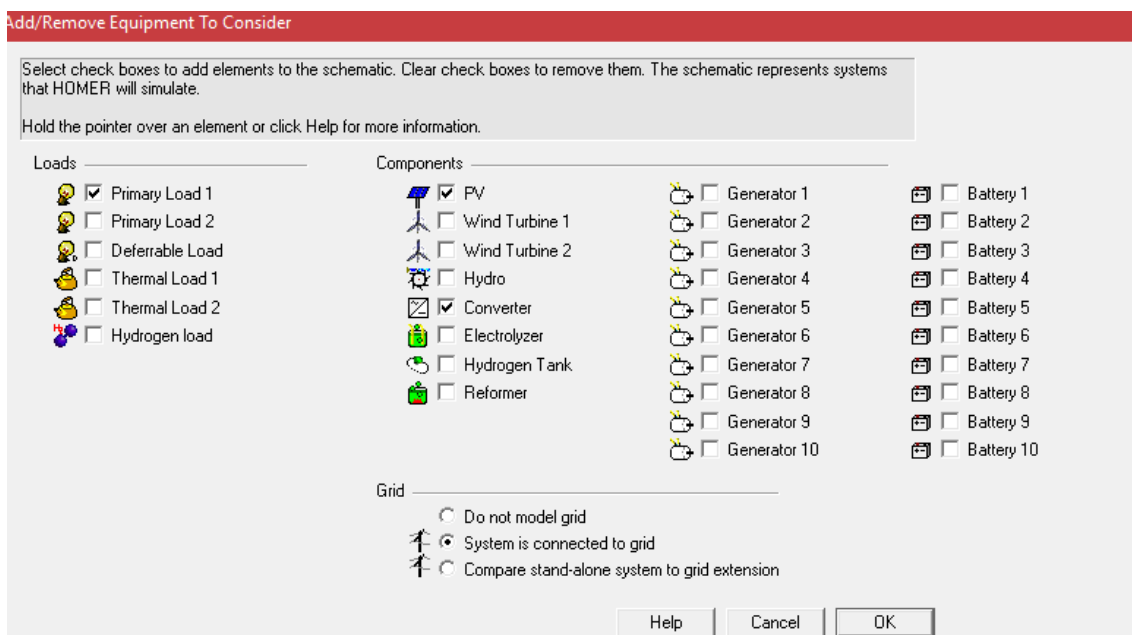 Add/Remove Equipment To Consider
Select check boxes to add elements to the schematic. Clear check boxes to remove them. The schematic represents systems
that HOMER will simulate.
Hold the pointer over an element or click Help for more information.
Loads
Primary Load 1
Primary Load 2
Deferrable Load
Thermal Load 1
Thermal Load 2
Hydrogen load
Components
PV
Wind Turbine 1
Wind Turbine 2
Hydro
Converter
Electrolyzer
Hydrogen Tank
Reformer
Generator 1
Generator 2
Generator 3
Generator 4
Generator 5
Generator 6
Generator 7
Generator 8
Generator 9
Generator 10
Battery 1
Battery 2
Battery 3
Battery 4
Battery 5
Battery 6
Battery 7
Battery 8
Battery 9
Battery 10
Grid
Do not model grid
System is connected to grid
Compare stand-alone system to grid extension
Help
Cancel
OK